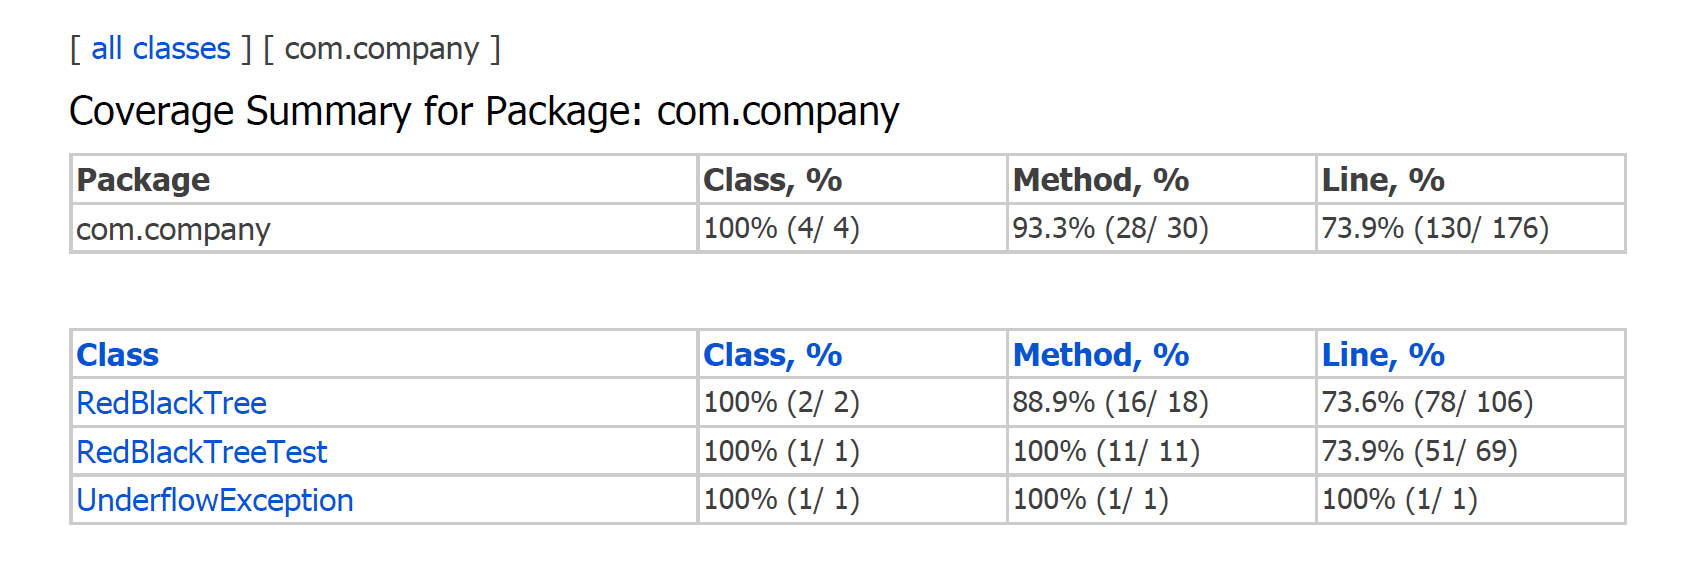 [ all classes ] [ com.company ]
Coverage Summary for Package: com.company
Package Class, % Method, % Line, %
com.company 100% (4/ 4) 93.3% (28/ 30) 73.9% (130/ 176)
Class Class, % Method, % Line, %
RedBlackTree 100% (2/ 2) 88.9% (16/ 18) 73.6% (78/ 106)
RedBlackTreeTest 100% (1/ 1) 100% (11/ 11) 73.9% (51/ 69)
UnderflowException 100% (1/ 1) 100% (1/ 1) 100% (1/ 1)